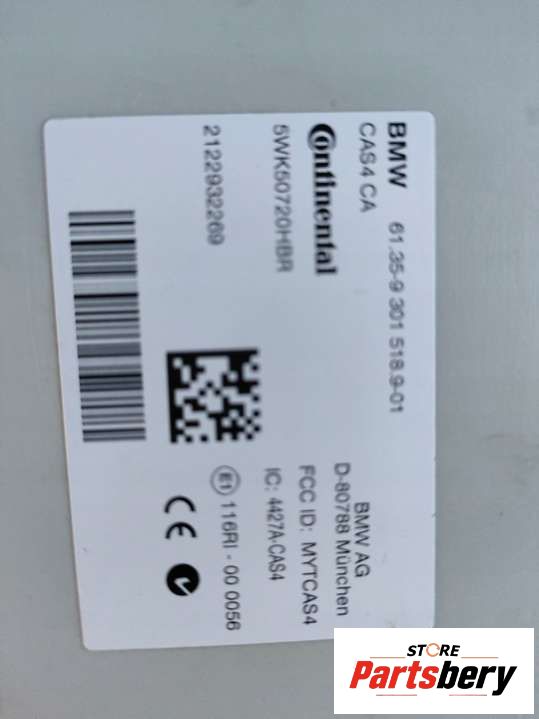 BMW 61.35-9 301 518.9-01
CAS4 CA
Continental
5WK50720HBR
2122932269
BMW AG
D-80788 München
FCC ID: MYTCAS4
IC: 4427A-CAS4
E1 116RI - 00 0056
CE
STORE
Partsbery